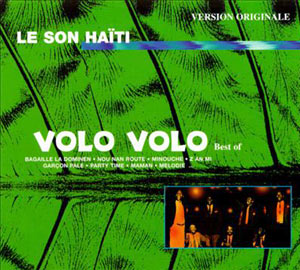 VERSION ORIGINALE
LE SON HAÏTI
VOLO VOLO Best of
BAGAILLE LA DOMINEN • NOU NAN ROUTE • MINOUCHE • Z AN MI
GARÇON PALE • PARTY TIME • MAMAN • MELODIE